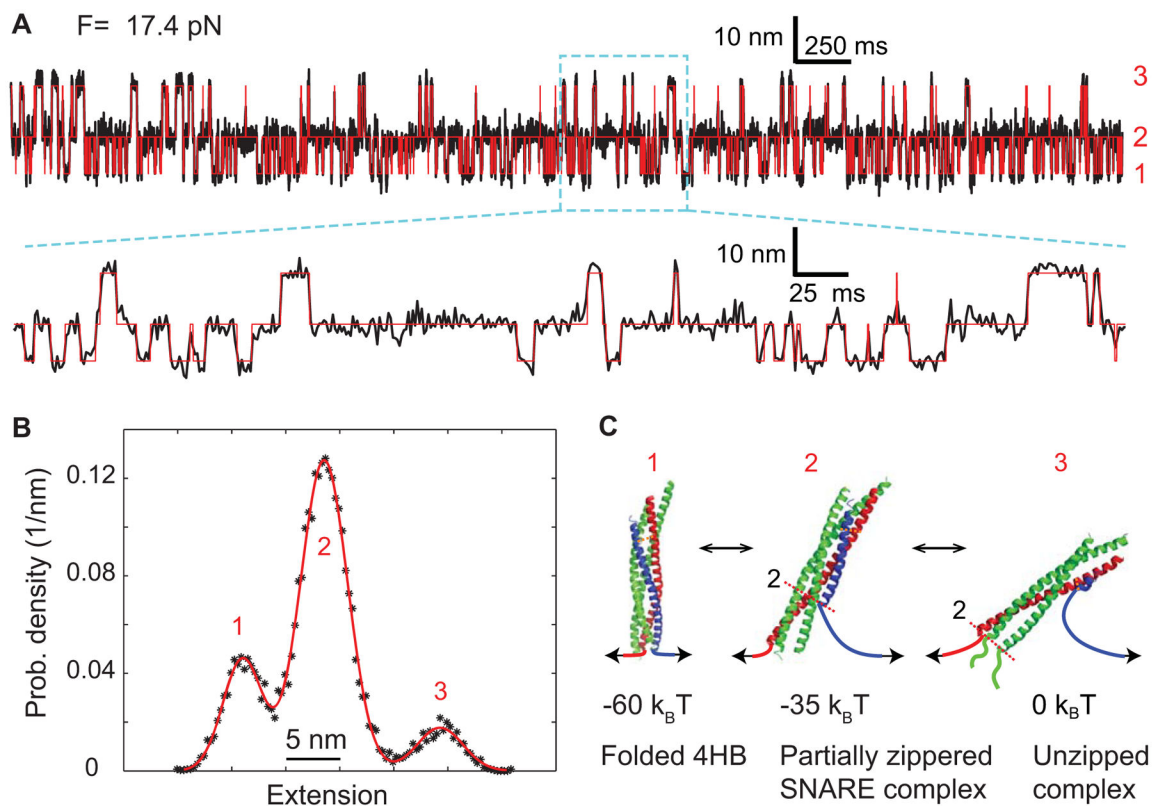 A F= 17.4 pN
10 nm
250 ms
3
2
1
10 nm
25 ms
B
Prob. density (1/nm)
0.12
0.08
0.04
0
1
2
3
5 nm
Extension
C
1 2 3
2
2
-60 kBT -35 kBT 0 kBT
Folded 4HB Partially zippered Unzipped
SNARE complex complex